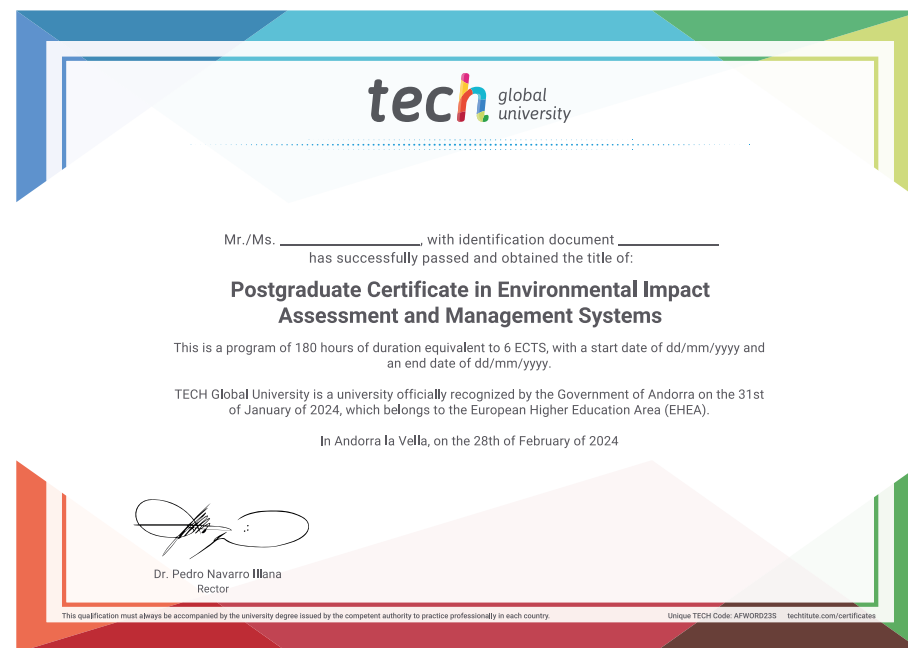 tech global university
Mr./Ms. ____________________, with identification document ______________
has successfully passed and obtained the title of:
Postgraduate Certificate in Environmental Impact
Assessment and Management Systems
This is a program of 180 hours of duration equivalent to 6 ECTS, with a start date of dd/mm/yyyy and
an end date of dd/mm/yyyy.
TECH Global University is a university officially recognized by the Government of Andorra on the 31st
of January of 2024, which belongs to the European Higher Education Area (EHEA).
In Andorra la Vella, on the 28th of February of 2024
Dr. Pedro Navarro Illana
Rector
This qualification must always be accompanied by the university degree issued by the competent authority to practice professionally in each country.
Unique TECH Code: AFWORD23S techtitute.com/certificates